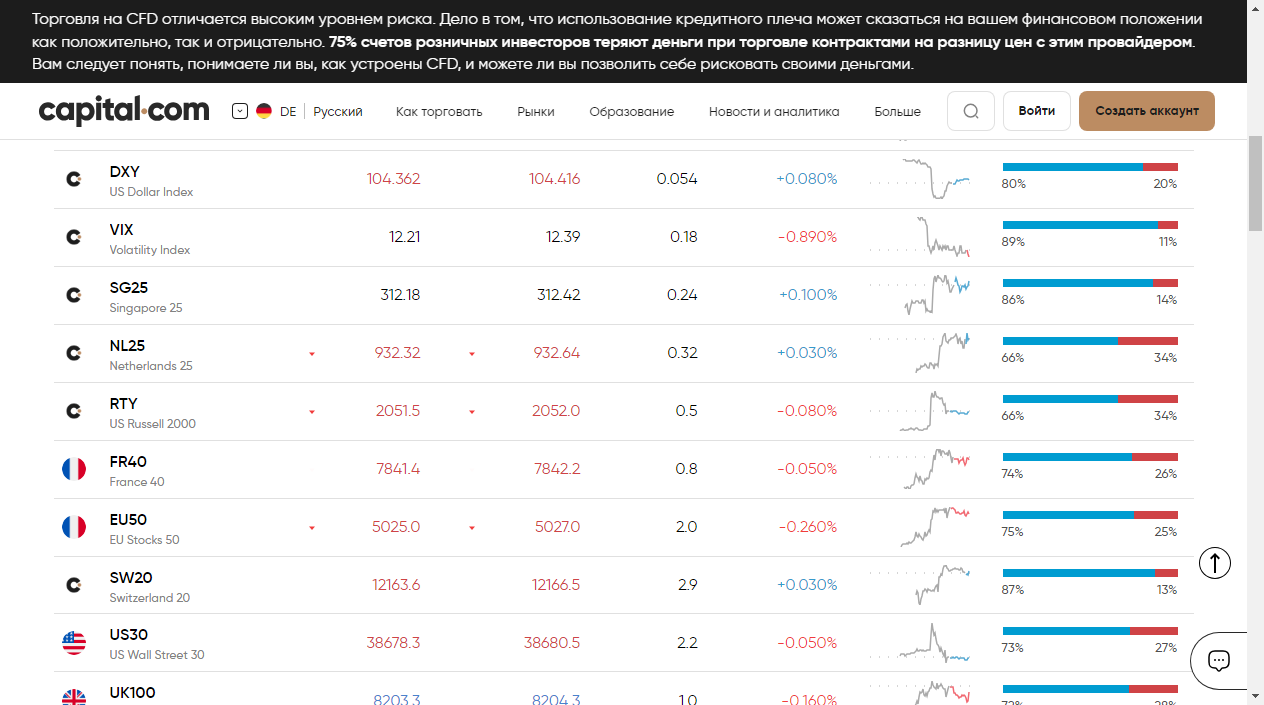 Торговля на CFD отличается высоким уровнем риска. Дело в том, что использование кредитного плеча может сказаться на вашем финансовом положении
как положительно, так и отрицательно. 75% счетов розничных инвесторов теряют деньги при торговле контрактами на разницу цен с этим провайдером.
Вам следует понять, понимаете ли вы, как устроены CFD, и можете ли вы позволить себе рисковать своими деньгами.
capital.com DE Русский Как торговать Рынки Образование Новости и аналитика Больше Войти Создать аккаунт
DXY 104.362 104.416 0.054 +0.080%
US Dollar Index 80% 20%
VIX 12.21 12.39 0.18 -0.890%
Volatility Index 89% 11%
SG25 312.18 312.42 0.24 +0.100%
Singapore 25 86% 14%
NL25 932.32 932.64 0.32 +0.030%
Netherlands 25 66% 34%
RTY 2051.5 2052.0 0.5 -0.080%
US Russell 2000 66% 34%
FR40 7841.4 7842.2 0.8 -0.050%
France 40 74% 26%
EU50 5025.0 5027.0 2.0 -0.260%
EU Stocks 50 75% 25%
SW20 12163.6 12166.5 2.9 +0.030%
Switzerland 20 87% 13%
US30 38678.3 38680.5 2.2 -0.050%
US Wall Street 30 73% 27%
UK100 8203.3 8204.3 1.0 -0.160%